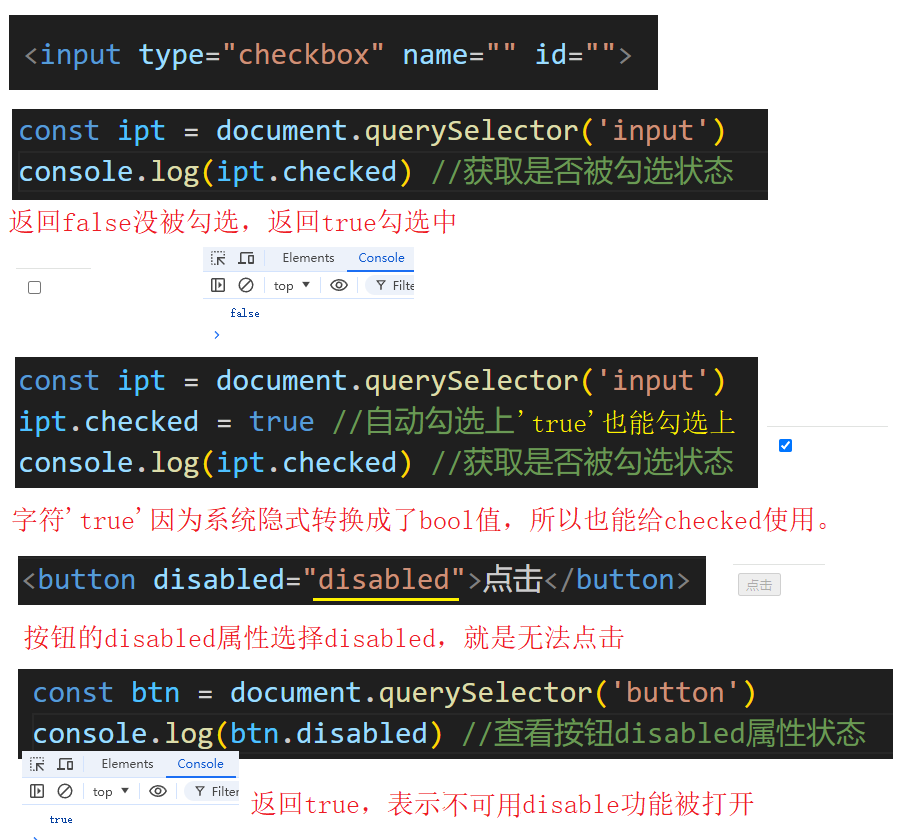 <input type="checkbox" name="" id="">
const ipt = document.querySelector('input')
console.log(ipt.checked) //获取是否被勾选状态
返回false没被勾选，返回true勾选中
Elements Console
top Filte
false
const ipt = document.querySelector('input')
ipt.checked = true //自动勾选上'true'也能勾选上
console.log(ipt.checked) //获取是否被勾选状态
字符'true'因为系统隐式转换成了bool值，所以也能给checked使用。
<button disabled="disabled">点击</button>
点击
按钮的disabled属性选择disabled，就是无法点击
const btn = document.querySelector('button')
console.log(btn.disabled) //查看按钮disabled属性状态
Elements Console
top Filter
返回true，表示不可用disable功能被打开
true